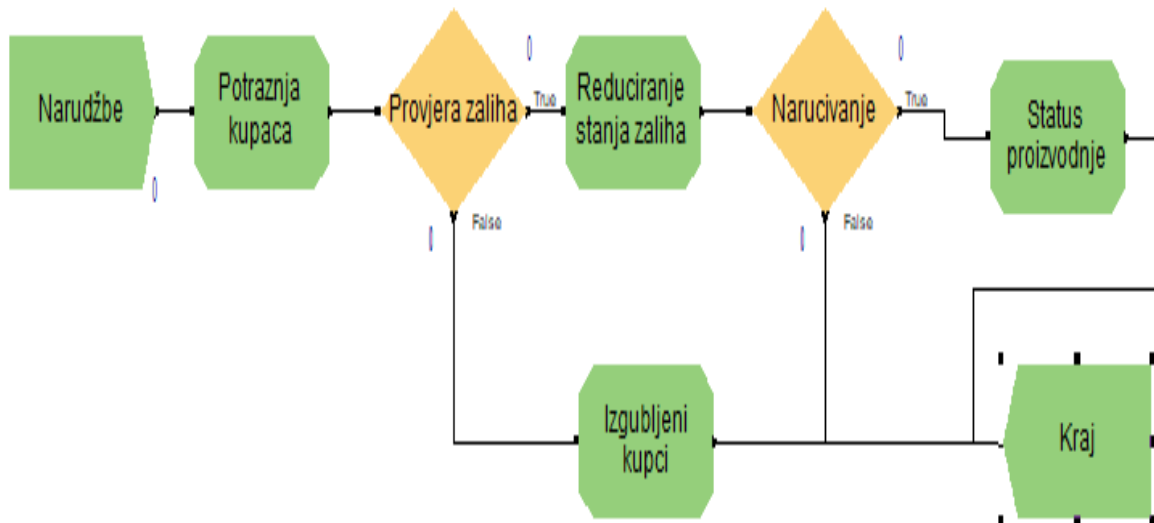 Narudžbe
0
Potraznja
kupaca
Provjera zaliha
0
True
Reduciranje
stanja zaliha
Narucivanje
0
True
Status
proizvodnje
0
False
0
False
Izgubljeni
kupci
Kraj